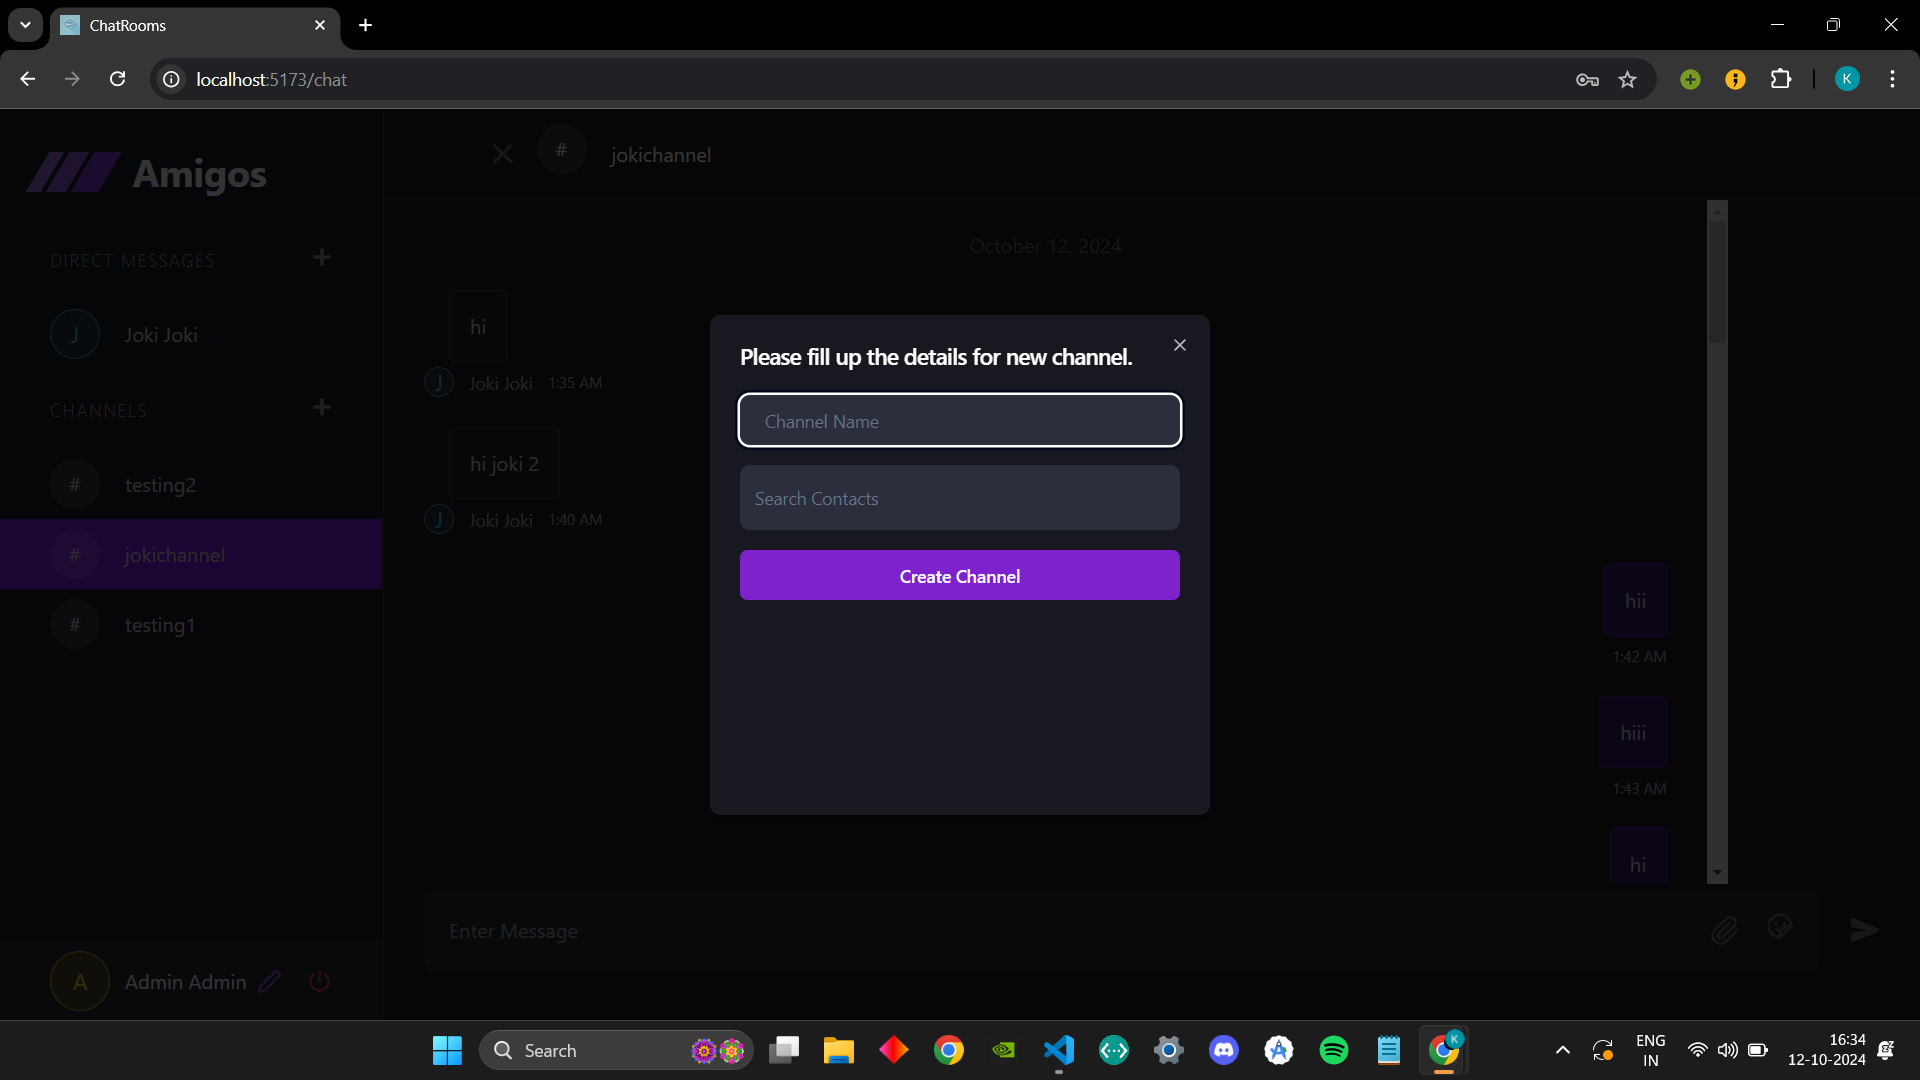 ChatRooms
localhost:5173/chat
K
Amigos
# jokichannel
October 12, 2024
DIRECT MESSAGES
J Joki Joki
CHANNELS
# testing2
# jokichannel
# testing1
hi
J Joki Joki 1:35 AM
hi joki 2
J Joki Joki 1:40 AM
Please fill up the details for new channel.
Channel Name
Search Contacts
Create Channel
hii
1:42 AM
hiii
1:43 AM
hi
Enter Message
A Admin Admin
Search
K
ENG
IN
16:34
12-10-2024